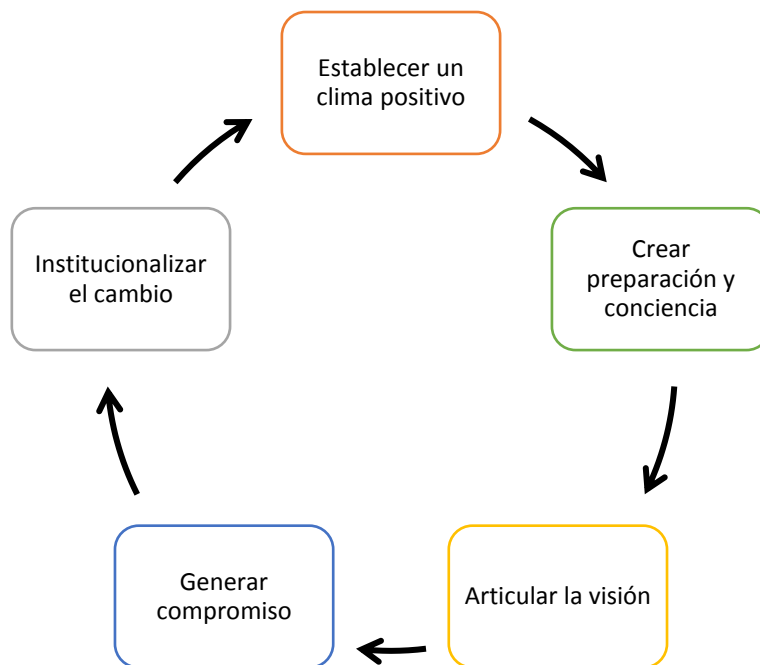 Establecer un
clima positivo
Crear
preparación y
conciencia
Articular la visión
Generar
compromiso
Institucionalizar
el cambio